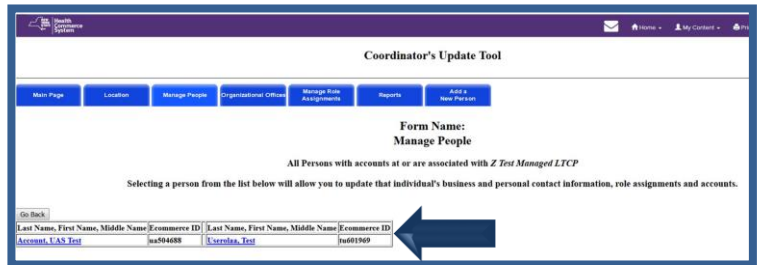 Health
Commerce
System
Home
My Content
Coordinator's Update Tool
Main Page
Location
Manage People
Organizational Offices
Manage Role
Assignments
Reports
Add a
New Person
Form Name:
Manage People
All Persons with accounts at or are associated with Z Test Managed LTCP
Selecting a person from the list below will allow you to update that individual's business and personal contact information, role assignments and accounts.
Go Back
Last Name, First Name, Middle Name Ecommerce ID Last Name, First Name, Middle Name Ecommerce ID
Account, UAS Test ua504688 Userolaa, Test tu601969